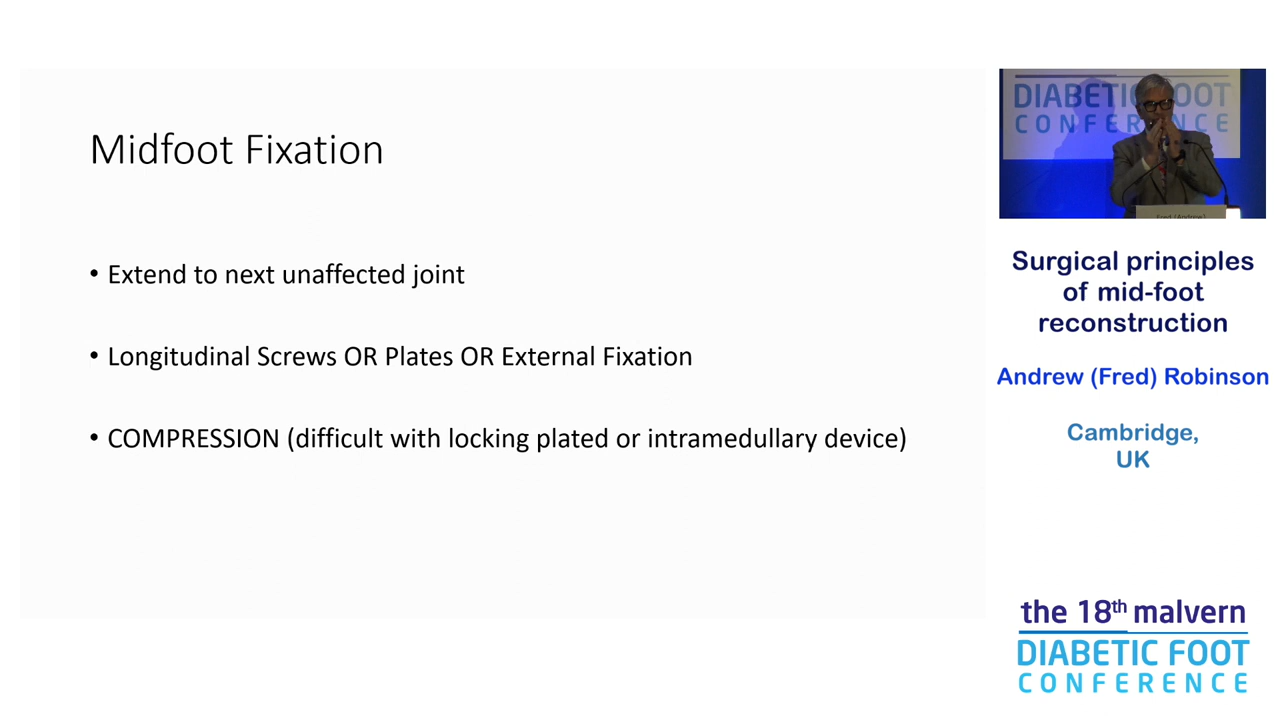 Midfoot Fixation
• Extend to next unaffected joint
• Longitudinal Screws OR Plates OR External Fixation
• COMPRESSION (difficult with locking plated or intramedullary device)
DIABETIC FOOT
CONFERENCE
Fred (Andrew)
Surgical principles
of mid-foot
reconstruction
Andrew (Fred) Robinson
Cambridge,
UK
the 18th malvern
DIABETIC FOOT
CONFERENCE